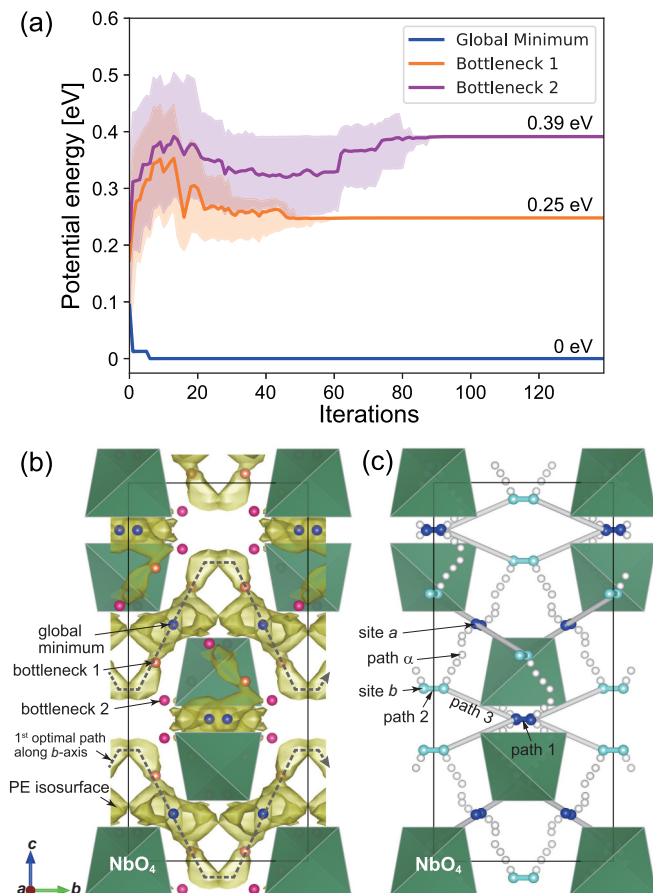 (a)
Global Minimum
Bottleneck 1
Bottleneck 2
Potential energy [eV]
0.6
0.5
0.4
0.3
0.2
0.1
0
0.39 eV
0.25 eV
0 eV
0 20 40 60 80 100 120
Iterations
(b)
global
minimum
bottleneck 1
bottleneck 2
1st optimal path
along b-axis
PE isosurface
NbO4
c
a b
(c)
site a
path α
site b
path 2
path 3
path 1
NbO4